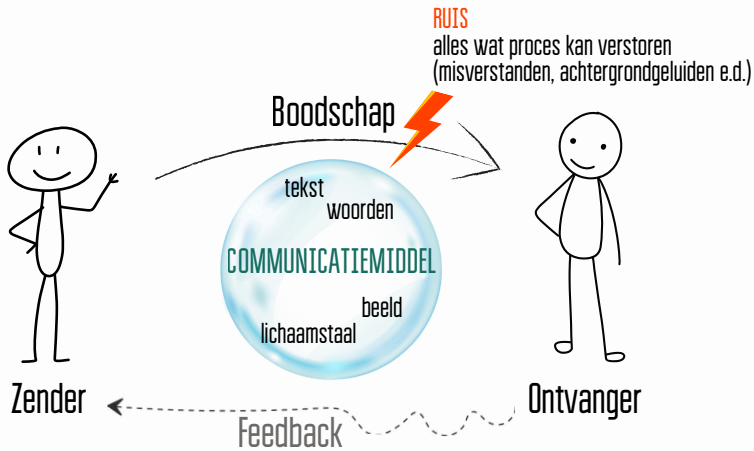 RUIS
alles wat proces kan verstoren
(misverstanden, achtergrondgeluiden e.d.)
Boodschap
tekst
woorden
COMMUNICATIEMIDDEL
beeld
lichaamstaal
Zender
Ontvanger
Feedback